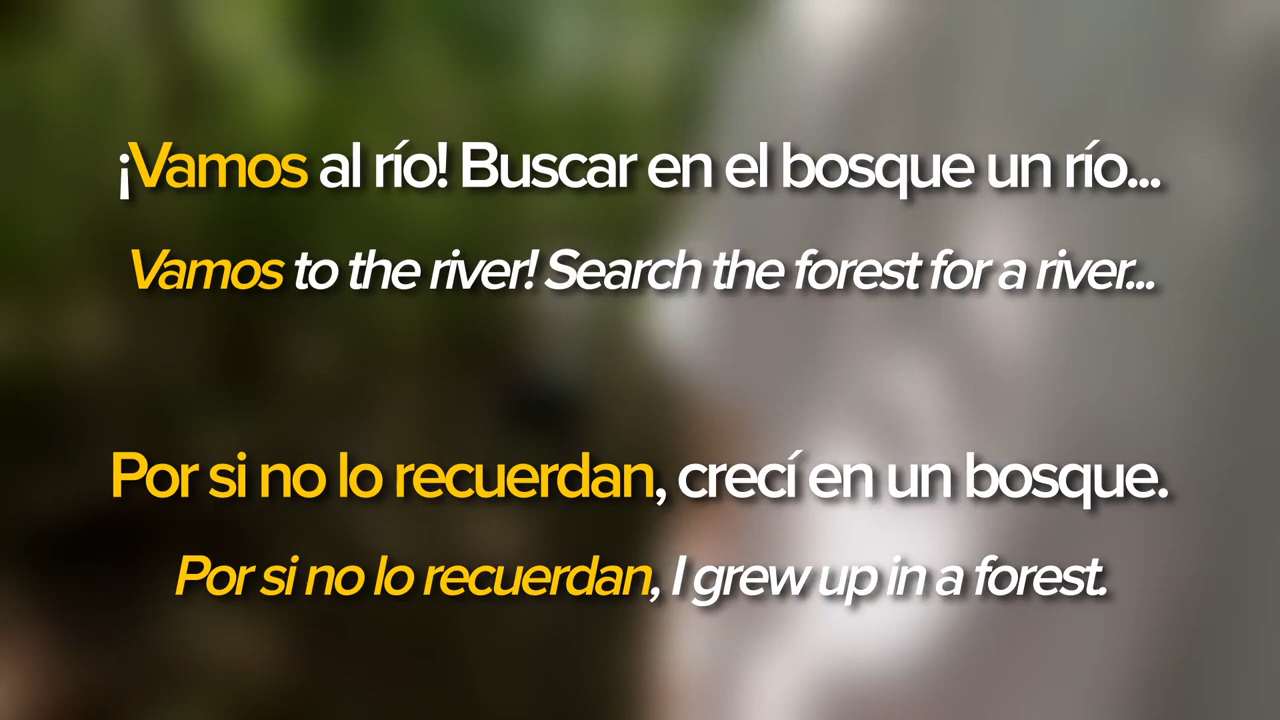 ¡Vamos al río! Buscar en el bosque un río...
Vamos to the river! Search the forest for a river...
Por si no lo recuerdan, crecí en un bosque.
Por si no lo recuerdan, I grew up in a forest.